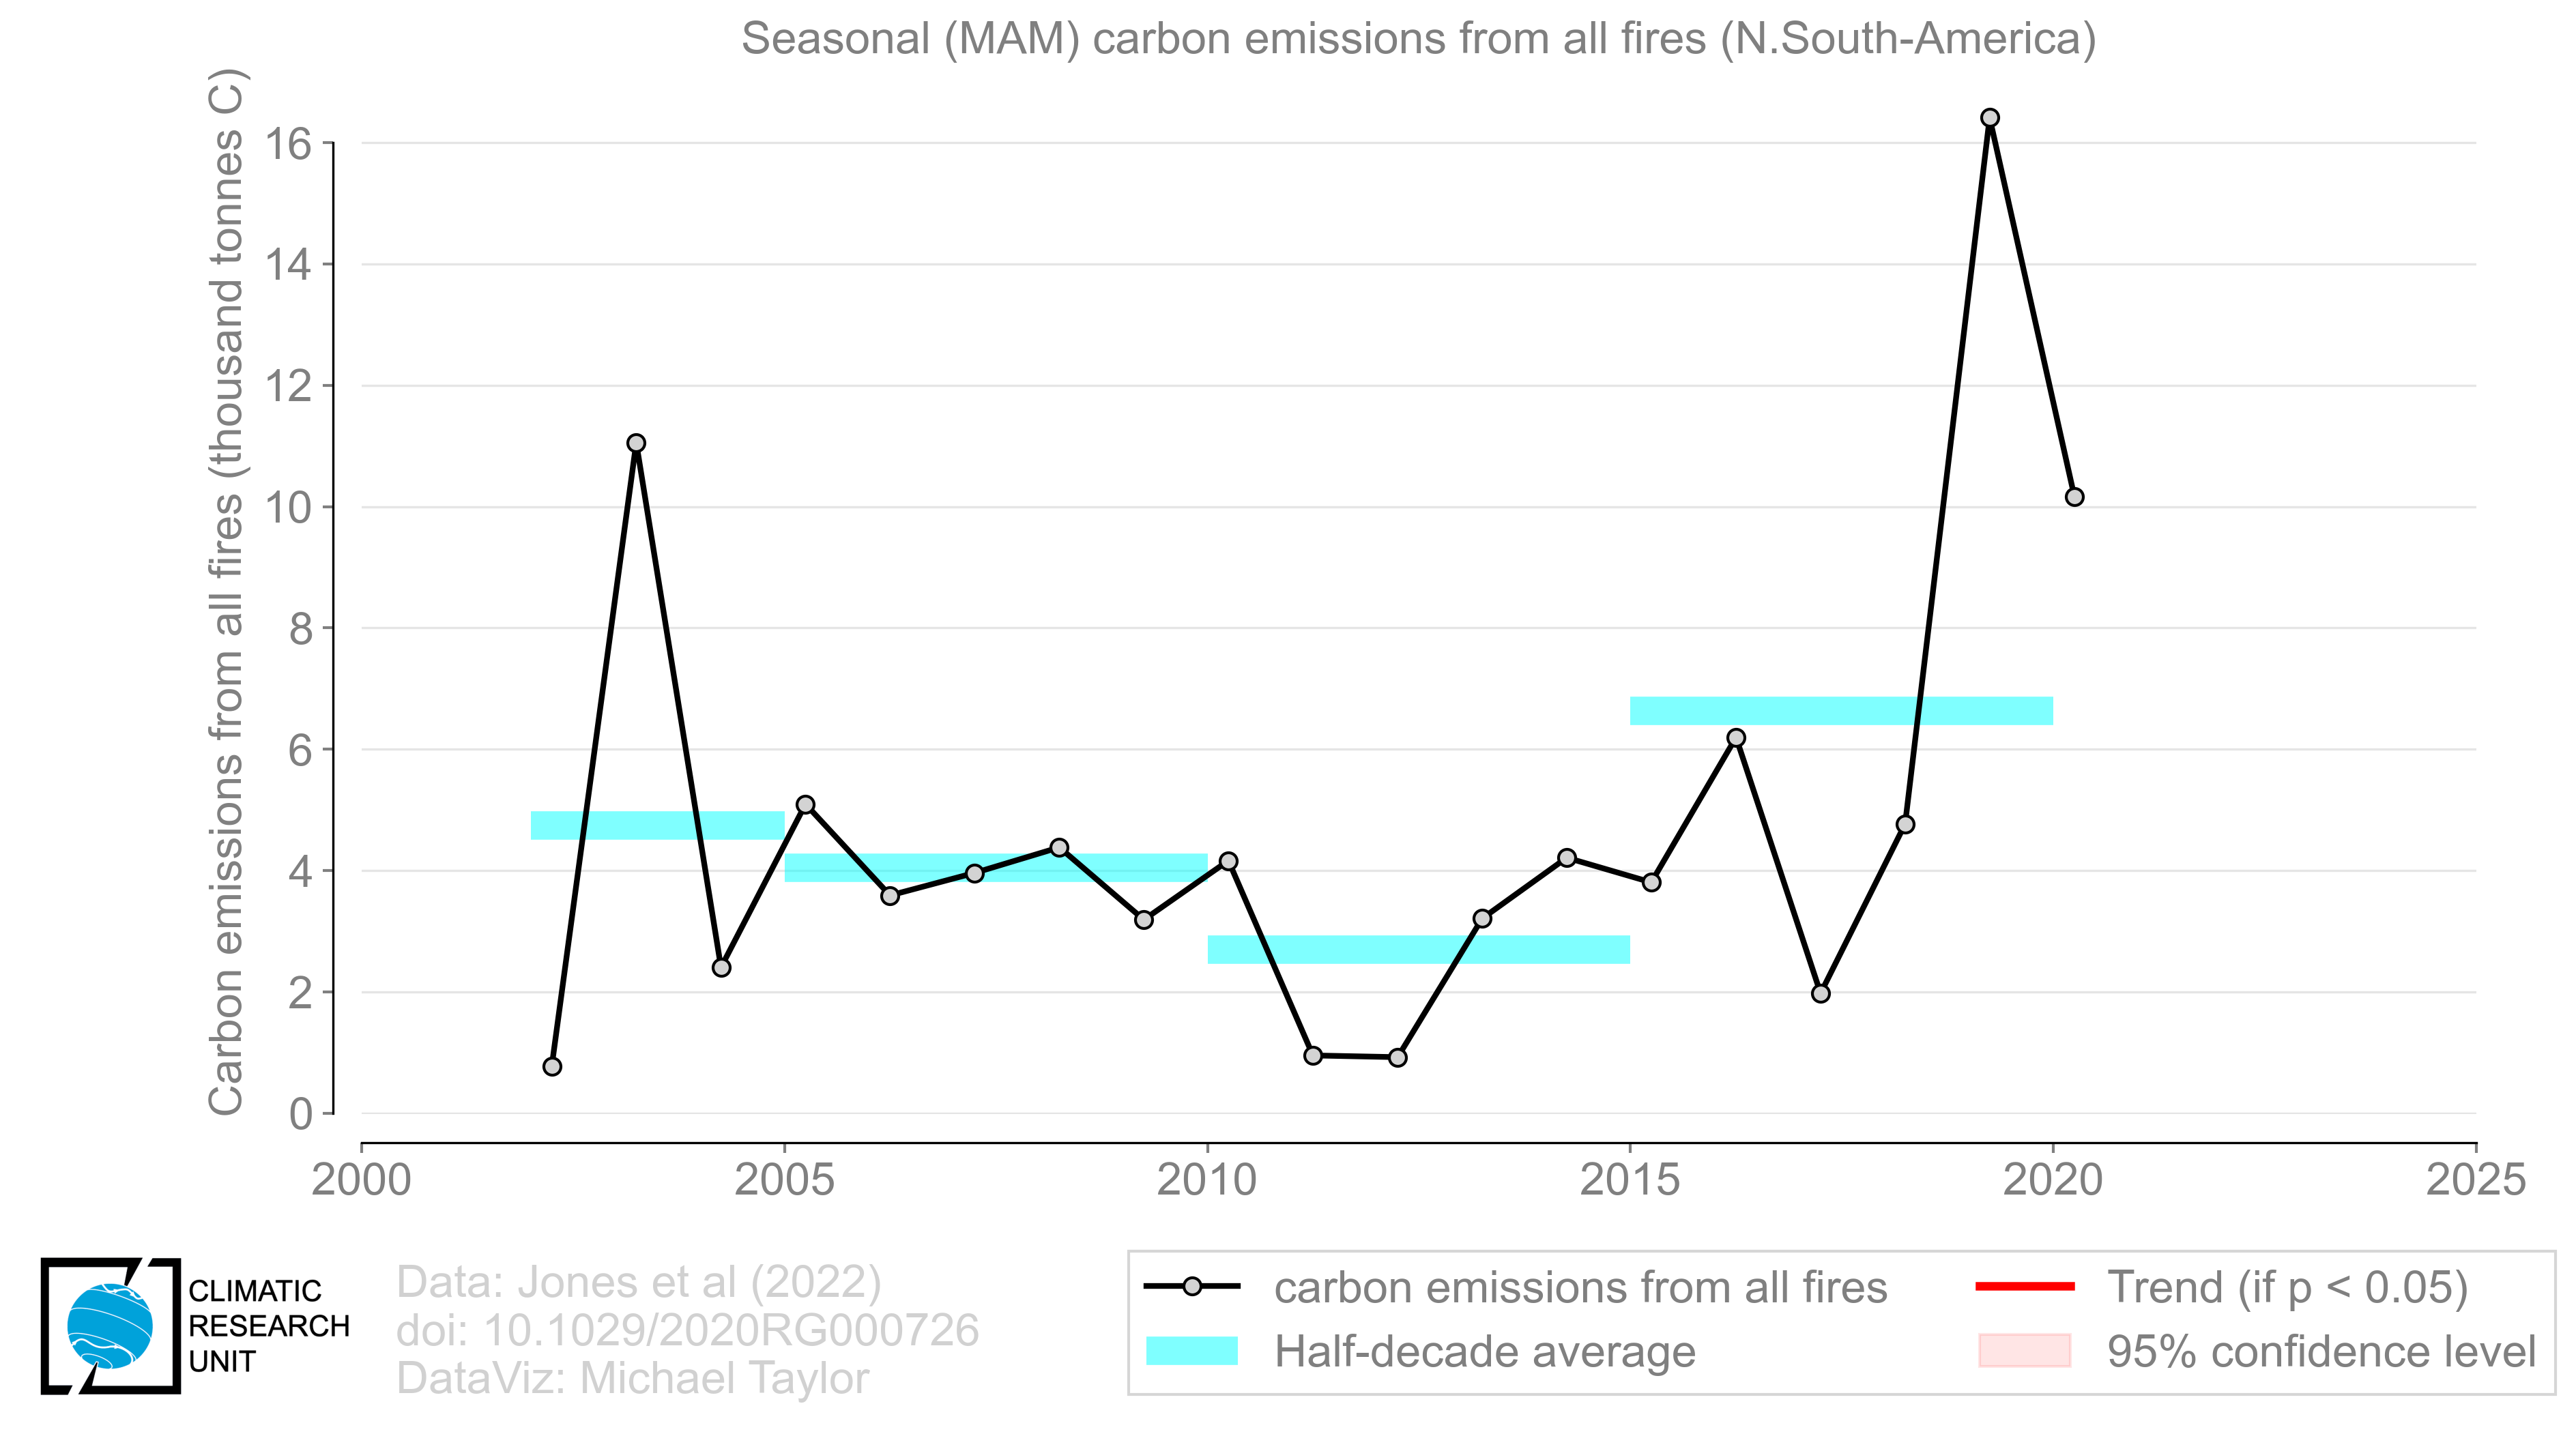 Seasonal (MAM) carbon emissions from all fires (N.South-America)
Carbon emissions from all fires (thousand tonnes C)
16
14
12
10
8
6
4
2
0
2000 2005 2010 2015 2020 2025
CLIMATIC
RESEARCH
UNIT
Data: Jones et al (2022)
doi: 10.1029/2020RG000726
DataViz: Michael Taylor
carbon emissions from all fires
Half-decade average
Trend (if p < 0.05)
95% confidence level